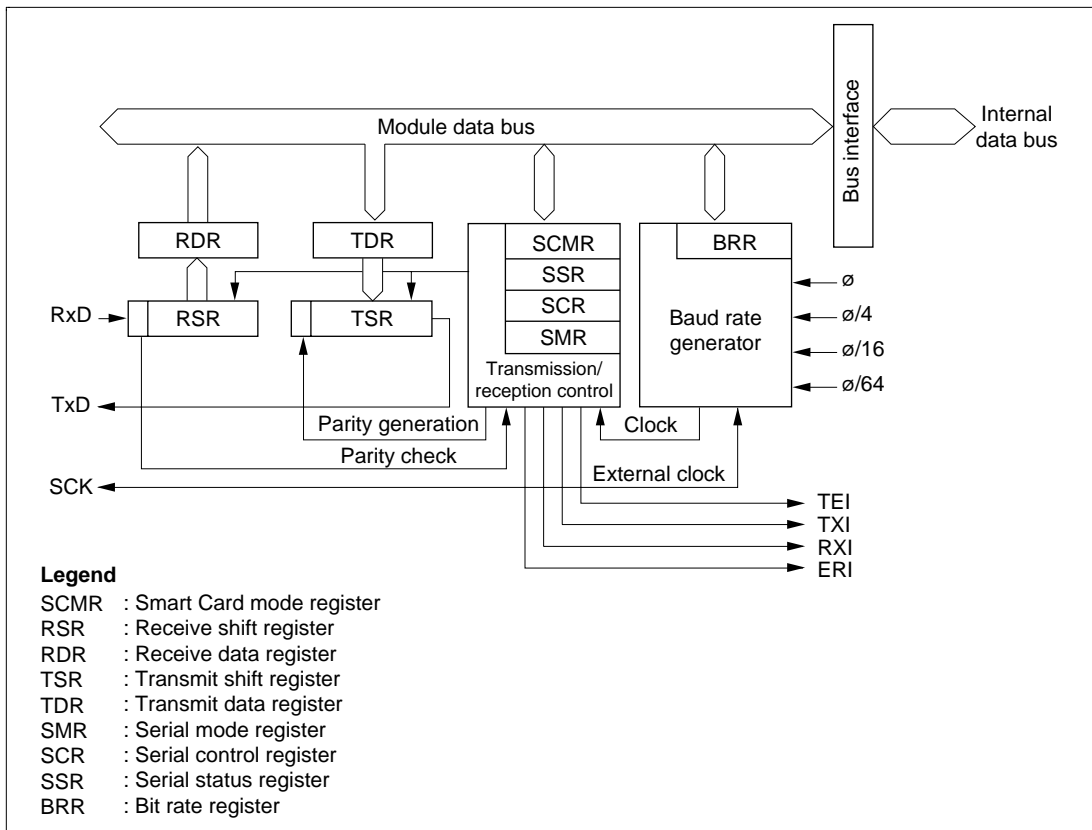 Module data bus
Bus interface
Internal
data bus
RDR
TDR
SCMR
SSR
SCR
SMR
Transmission/
reception control
BRR
Baud rate
generator
ø
ø/4
ø/16
ø/64
RxD
RSR
TSR
TxD
Parity generation
Parity check
Clock
External clock
SCK
TEI
TXI
RXI
ERI
Legend
SCMR : Smart Card mode register
RSR : Receive shift register
RDR : Receive data register
TSR : Transmit shift register
TDR : Transmit data register
SMR : Serial mode register
SCR : Serial control register
SSR : Serial status register
BRR : Bit rate register